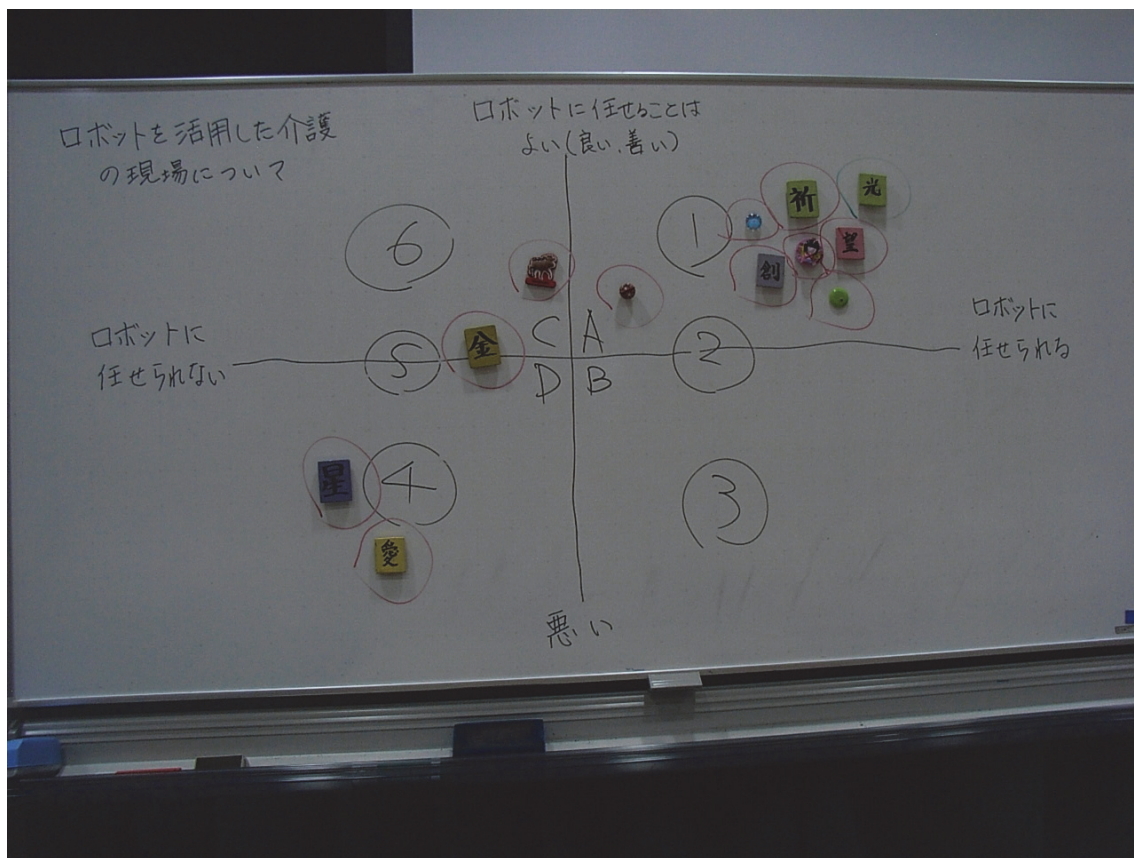 ロボットを活用した介護
の現場について
ロボットに任せることは
よい(良い、善い)
6
1
祈
光
望
創
ロボットに
任せられない
5
金
C
A
D
B
2
ロボットに
任せられる
星
4
愛
3
悪い